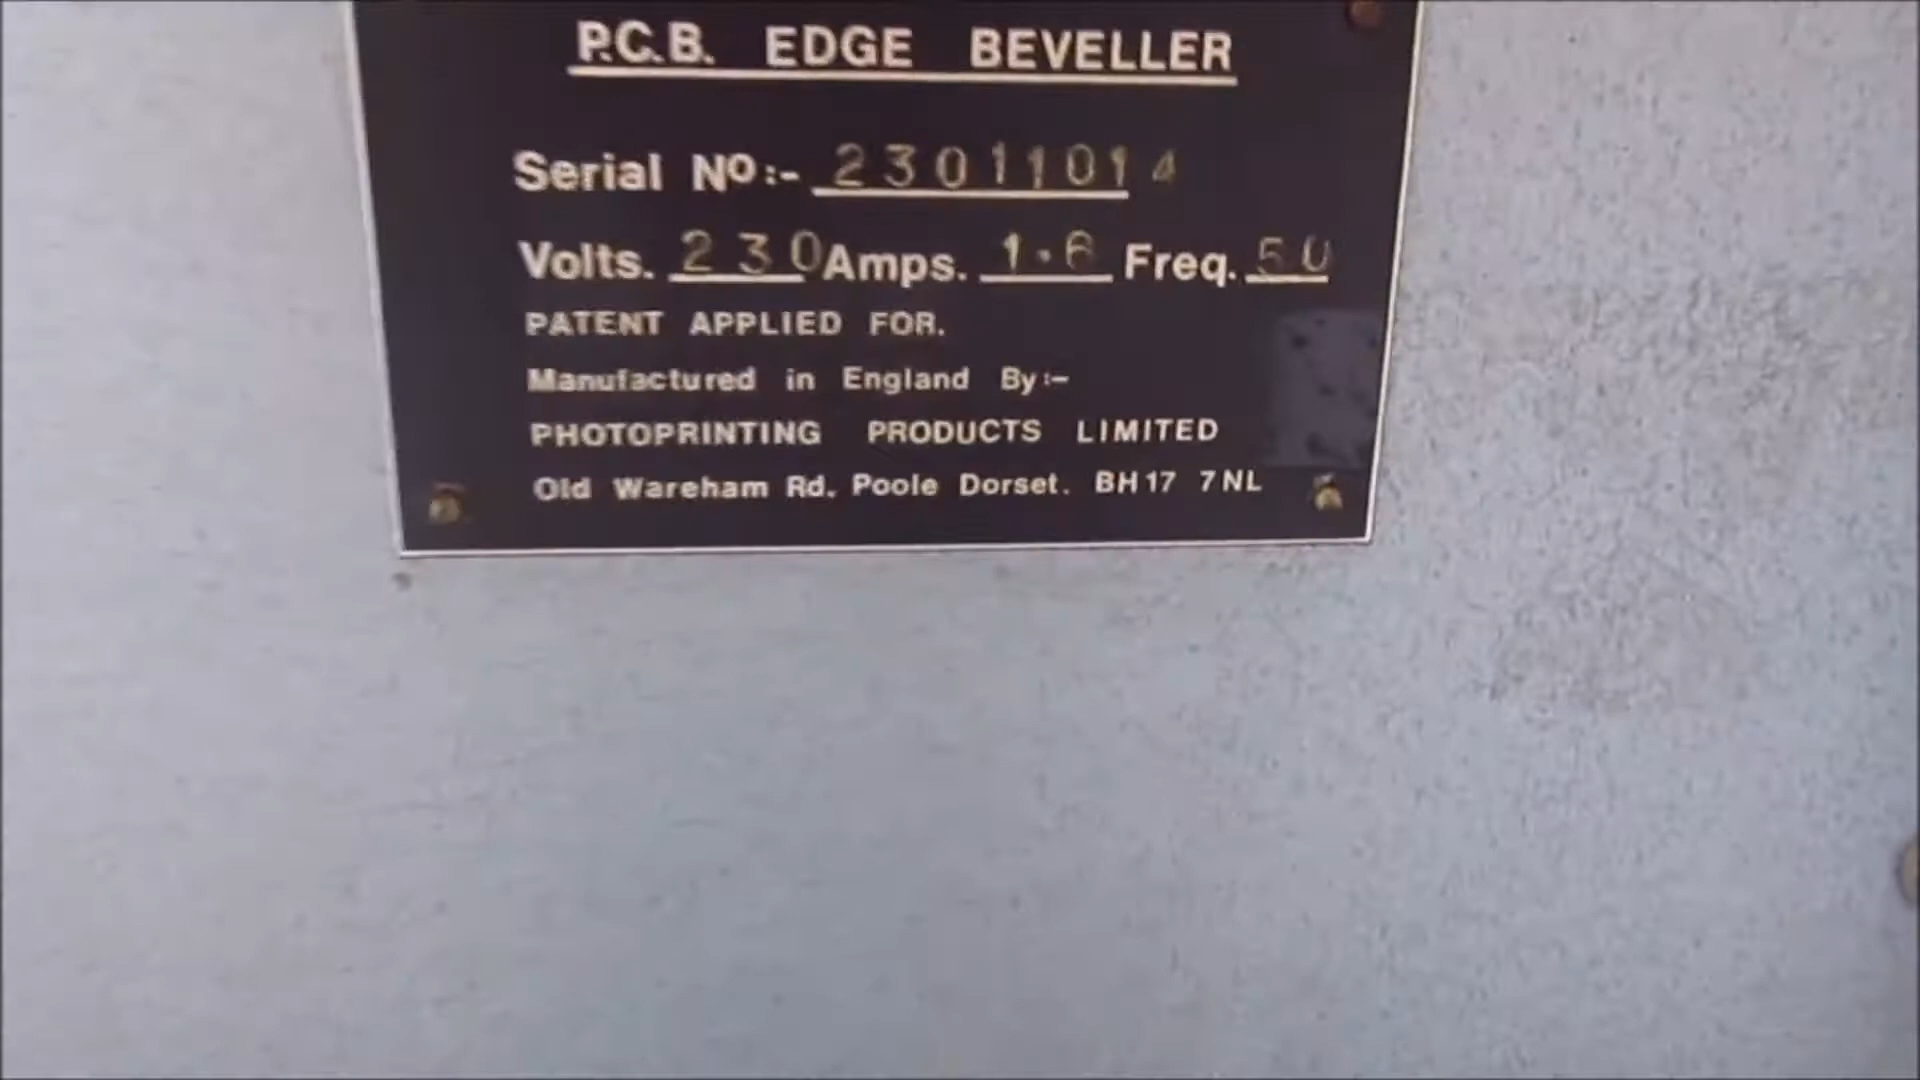 P.C.B. EDGE BEVELLER
Serial No:- 23011014
Volts. 230 Amps. 1.6 Freq. 50
PATENT APPLIED FOR.
Manufactured in England By:-
PHOTOPRINTING PRODUCTS LIMITED
Old Wareham Rd. Poole Dorset. BH17 7NL